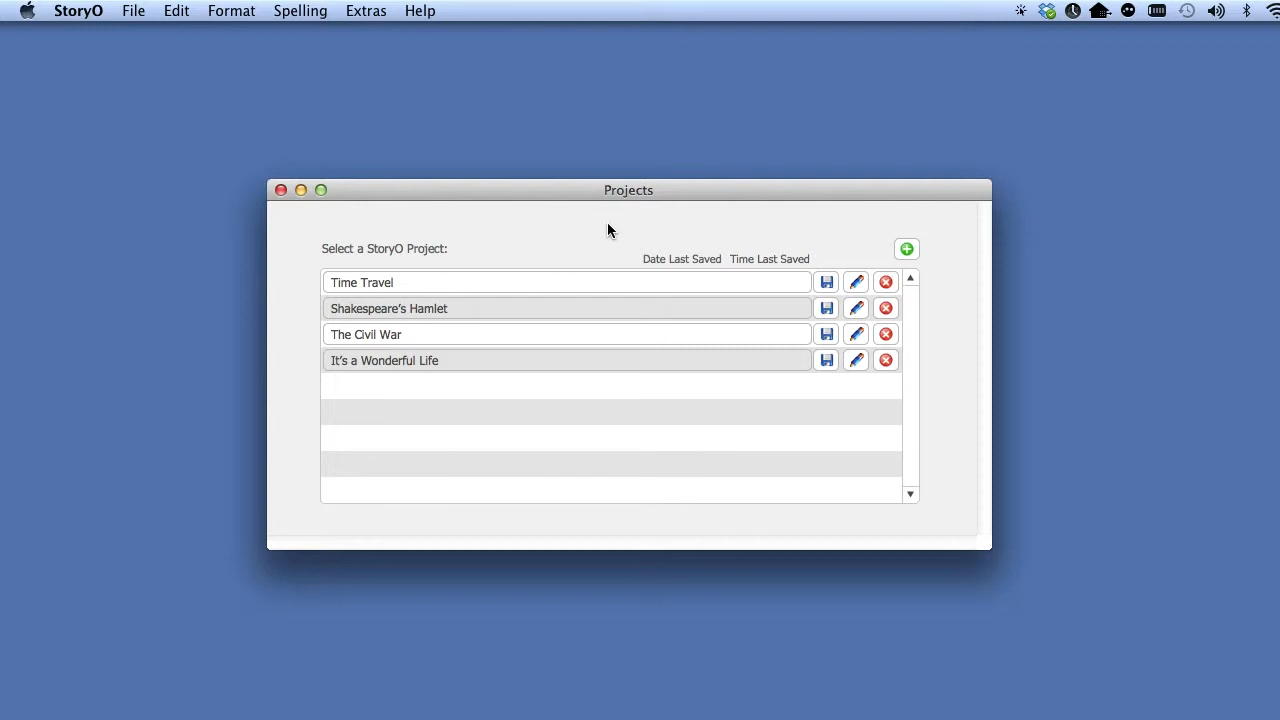 StoryO File Edit Format Spelling Extras Help
Projects
Select a StoryO Project:
Date Last Saved Time Last Saved
Time Travel
Shakespeare's Hamlet
The Civil War
It's a Wonderful Life